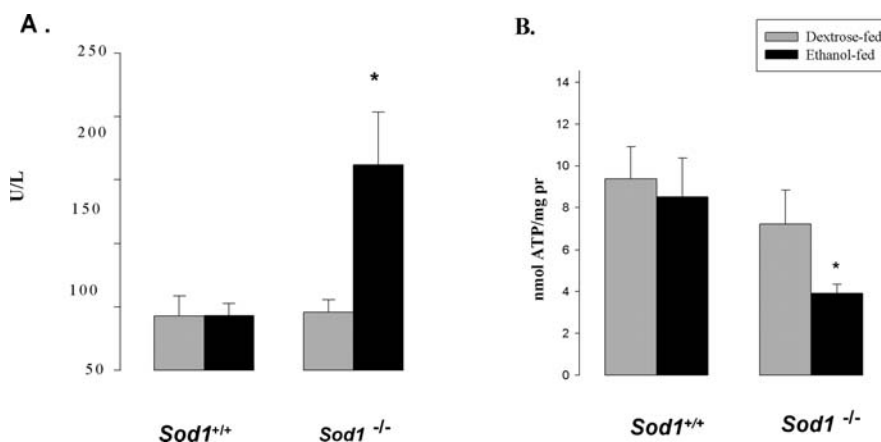 A .
250
200
150
100
50
U/L
*
Sod1+/+
Sod1 -/-
B.
Dextrose-fed
Ethanol-fed
14
12
10
8
6
4
2
0
nmol ATP/mg pr
*
Sod1+/+
Sod1 -/-